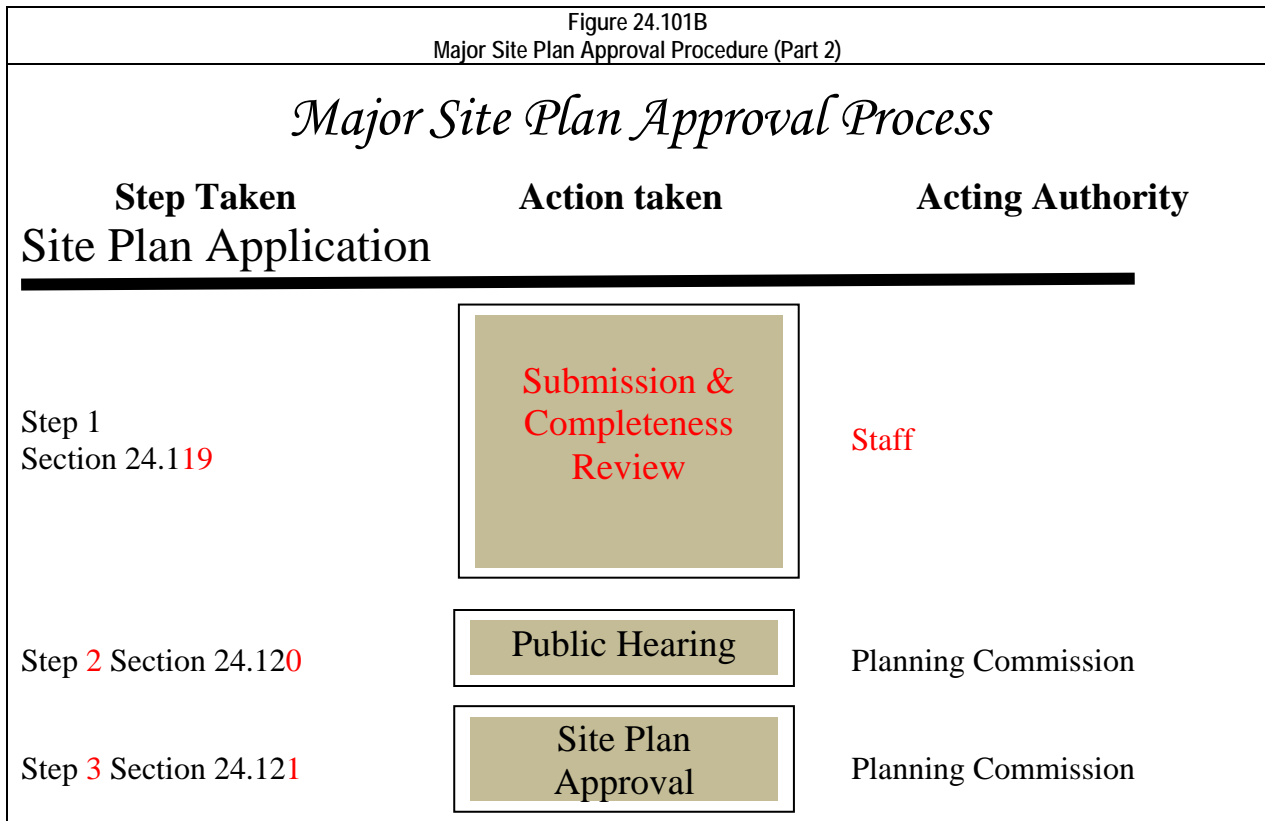 Figure 24.101B
Major Site Plan Approval Procedure (Part 2)
Major Site Plan Approval Process
Step Taken Action taken Acting Authority
Site Plan Application
Submission &
Completeness
Review
Step 1
Section 24.119
Staff
Public Hearing
Step 2 Section 24.120 Planning Commission
Site Plan
Approval
Step 3 Section 24.121 Planning Commission